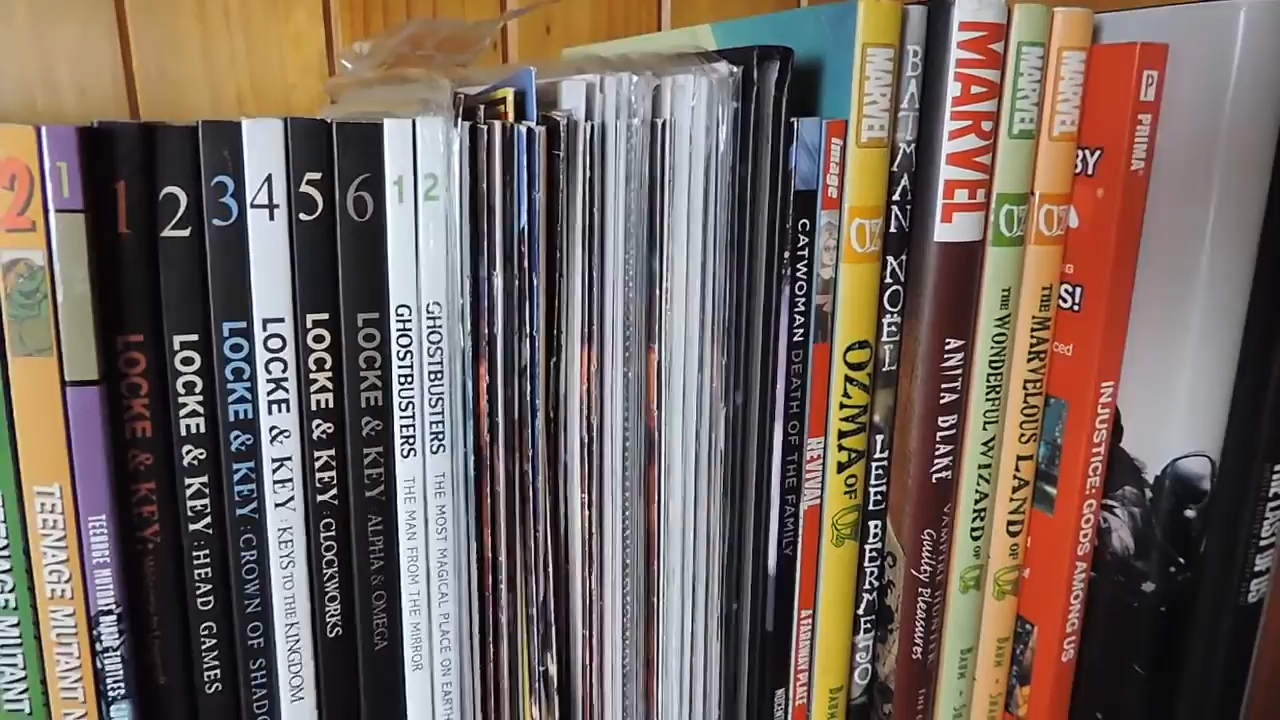 TEENAGE MUTANT
2
TEENAGE MUTANT
1
TEENAGE MUTANT NINJA TURTLES
1
LOCKE & KEY:
2
LOCKE & KEY: HEAD GAMES
3
LOCKE & KEY: CROWN OF SHADO
4
LOCKE & KEY: KEYS TO THE KINGDOM
5
LOCKE & KEY: CLOCKWORKS
6
LOCKE & KEY ALPHA & OMEGA
1
GHOSTBUSTERS THE MAN FROM THE MIRROR
2
GHOSTBUSTERS THE MOST MAGICAL PLACE ON EARTH
CATWOMAN DEATH OF THE FAMILY
NOCENT
image
REVIVAL
A FARAWAY PLACE
MARVEL
OZ
OZMA OF OZ
BATMAN NOËL LEE BERMEJO
MARVEL
ANITA BLAKE
VAMPIRE HUNTER
Guilty Pleasures
MARVEL
OZ
THE WONDERFUL WIZARD OF OZ
MARVEL
OZ
THE MARVELOUS LAND OF OZ
BY
S!
PRIMA
INJUSTICE: GODS AMONG US
THE LAST OF US